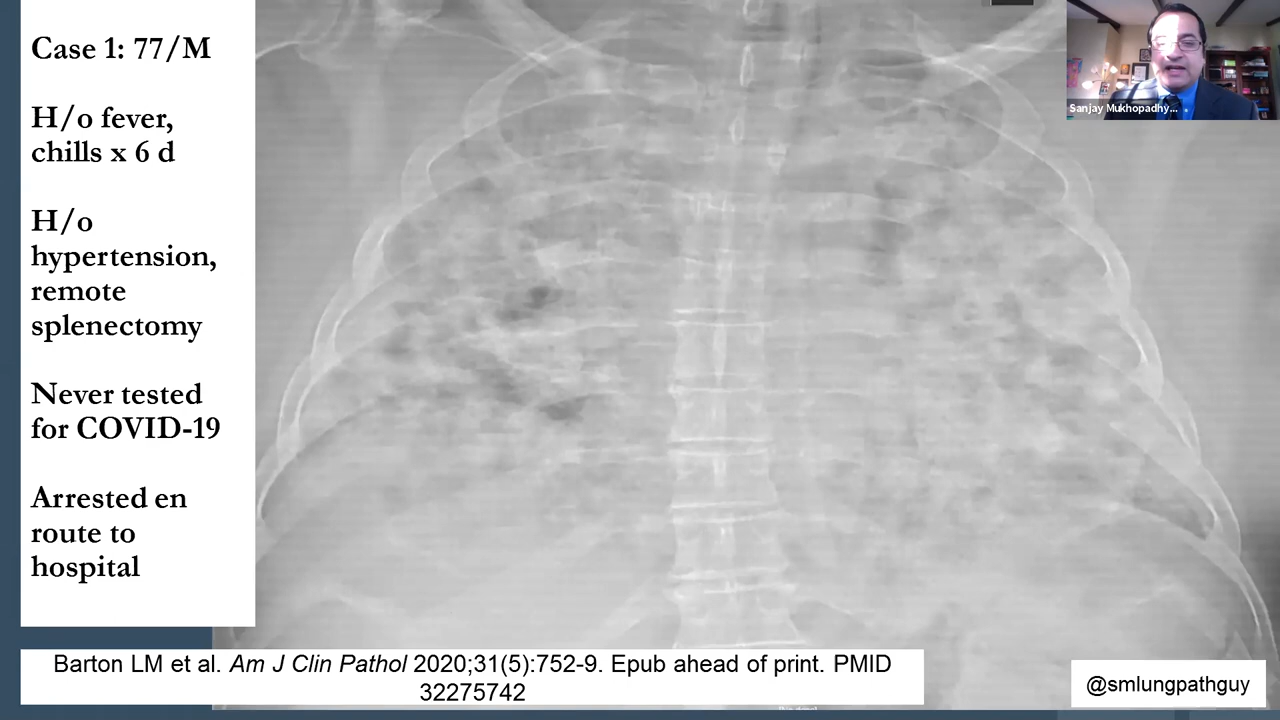 Case 1: 77/M
H/o fever,
chills x 6 d
H/o
hypertension,
remote
splenectomy
Never tested
for COVID-19
Arrested en
route to
hospital
Sanjay Mukhopadhy...
Barton LM et al. Am J Clin Pathol 2020;31(5):752-9. Epub ahead of print. PMID
32275742
@smlungpathguy